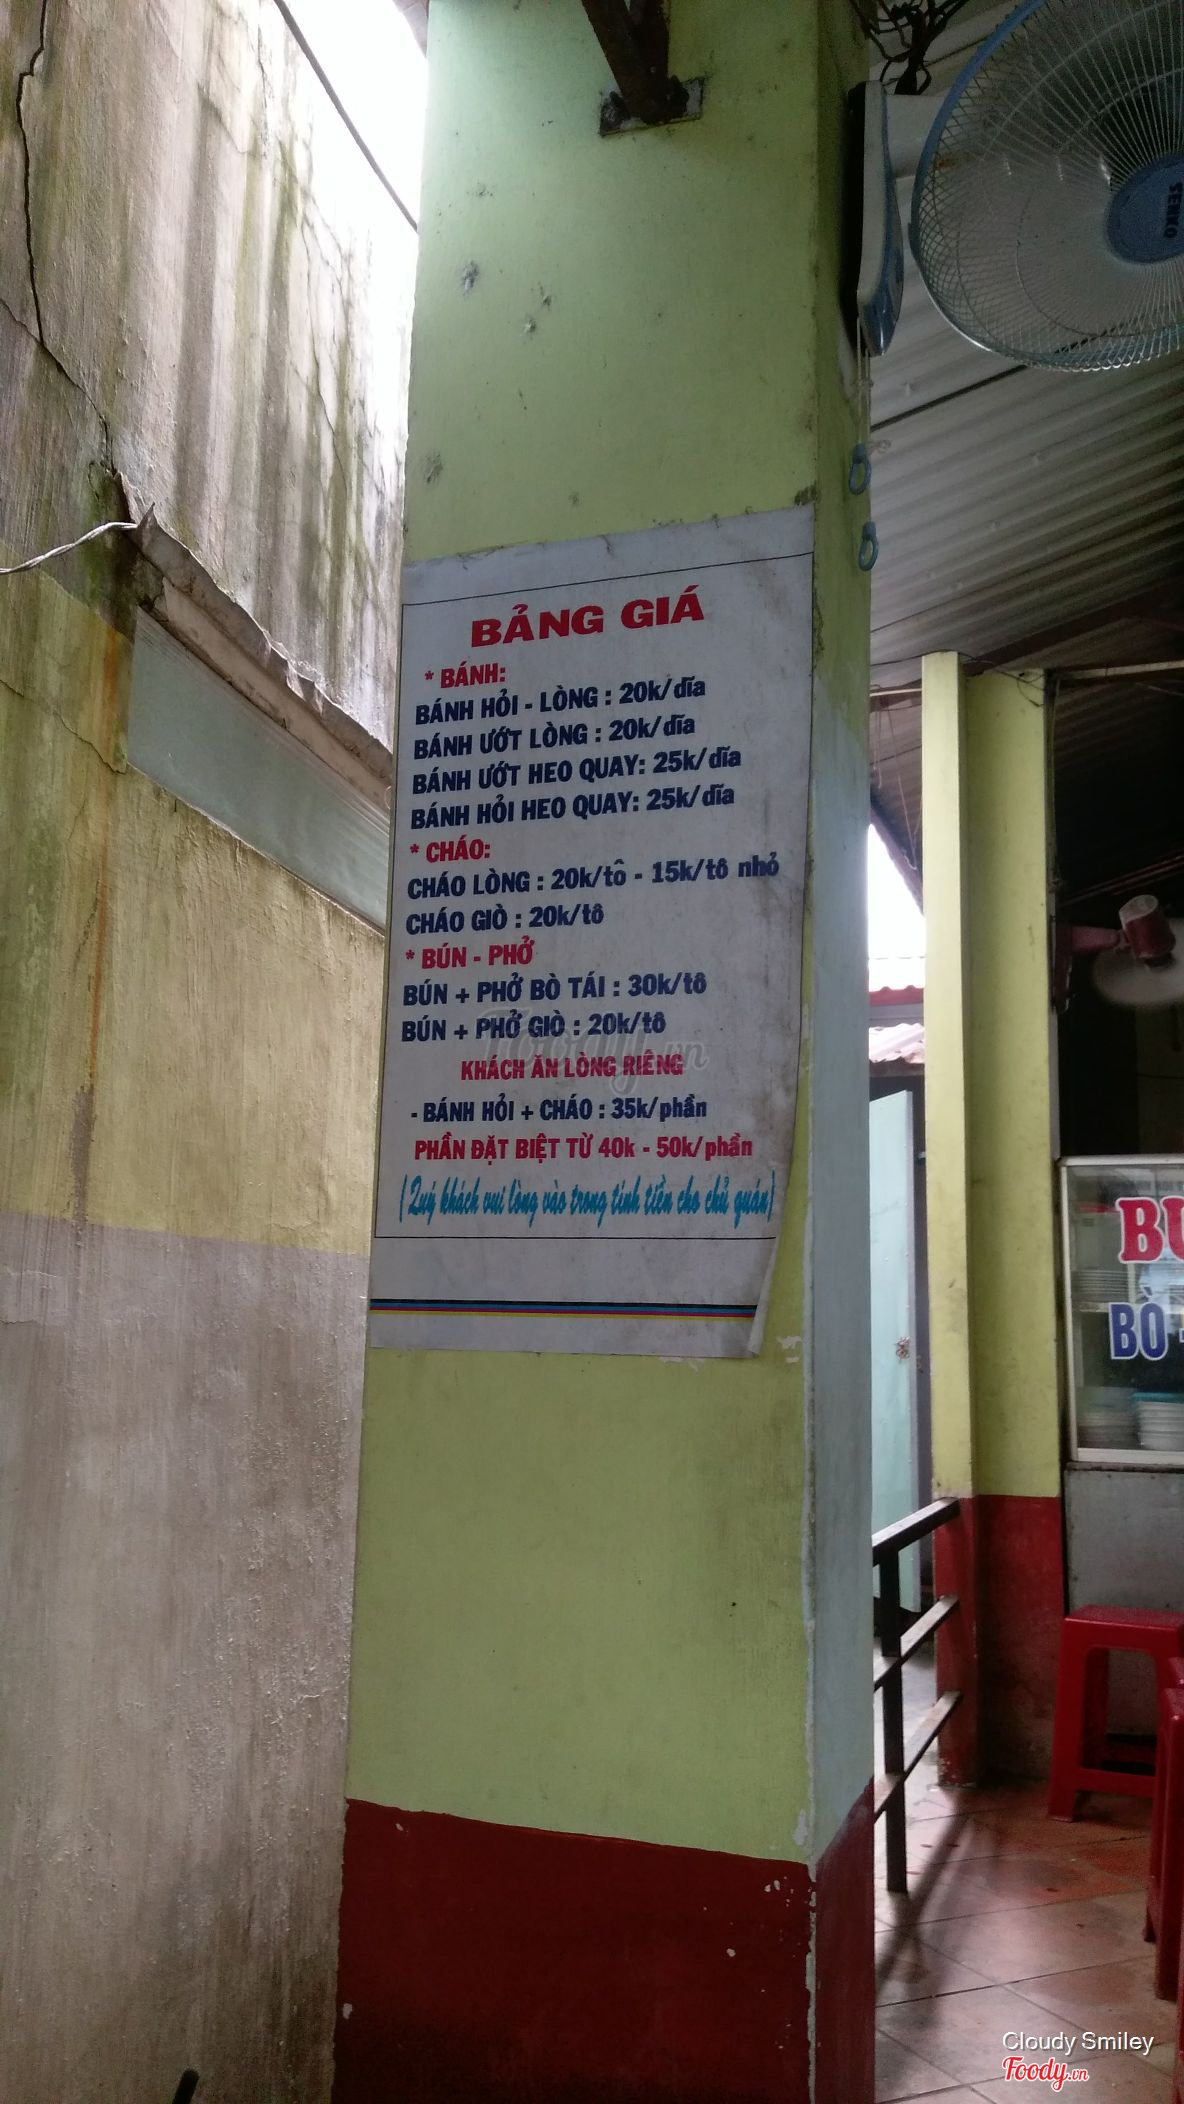 SEIKO
BẢNG GIÁ
* BÁNH:
BÁNH HỎI - LÒNG : 20k/dĩa
BÁNH ƯỚT LÒNG : 20k/dĩa
BÁNH ƯỚT HEO QUAY: 25k/dĩa
BÁNH HỎI HEO QUAY: 25k/dĩa
* CHÁO:
CHÁO LÒNG : 20k/tô - 15k/tô nhỏ
CHÁO GIÒ : 20k/tô
* BÚN - PHỞ
BÚN + PHỞ BÒ TÁI : 30k/tô
BÚN + PHỞ GIÒ : 20k/tô
KHÁCH ĂN LÒNG RIÊNG
- BÁNH HỎI + CHÁO : 35k/phần
PHẦN ĐẶT BIỆT TỪ 40k - 50k/phần
(Quý khách vui lòng vào trong tính tiền cho chủ quán)
Foody.vn
BÒ -
Cloudy Smiley
Foody.vn